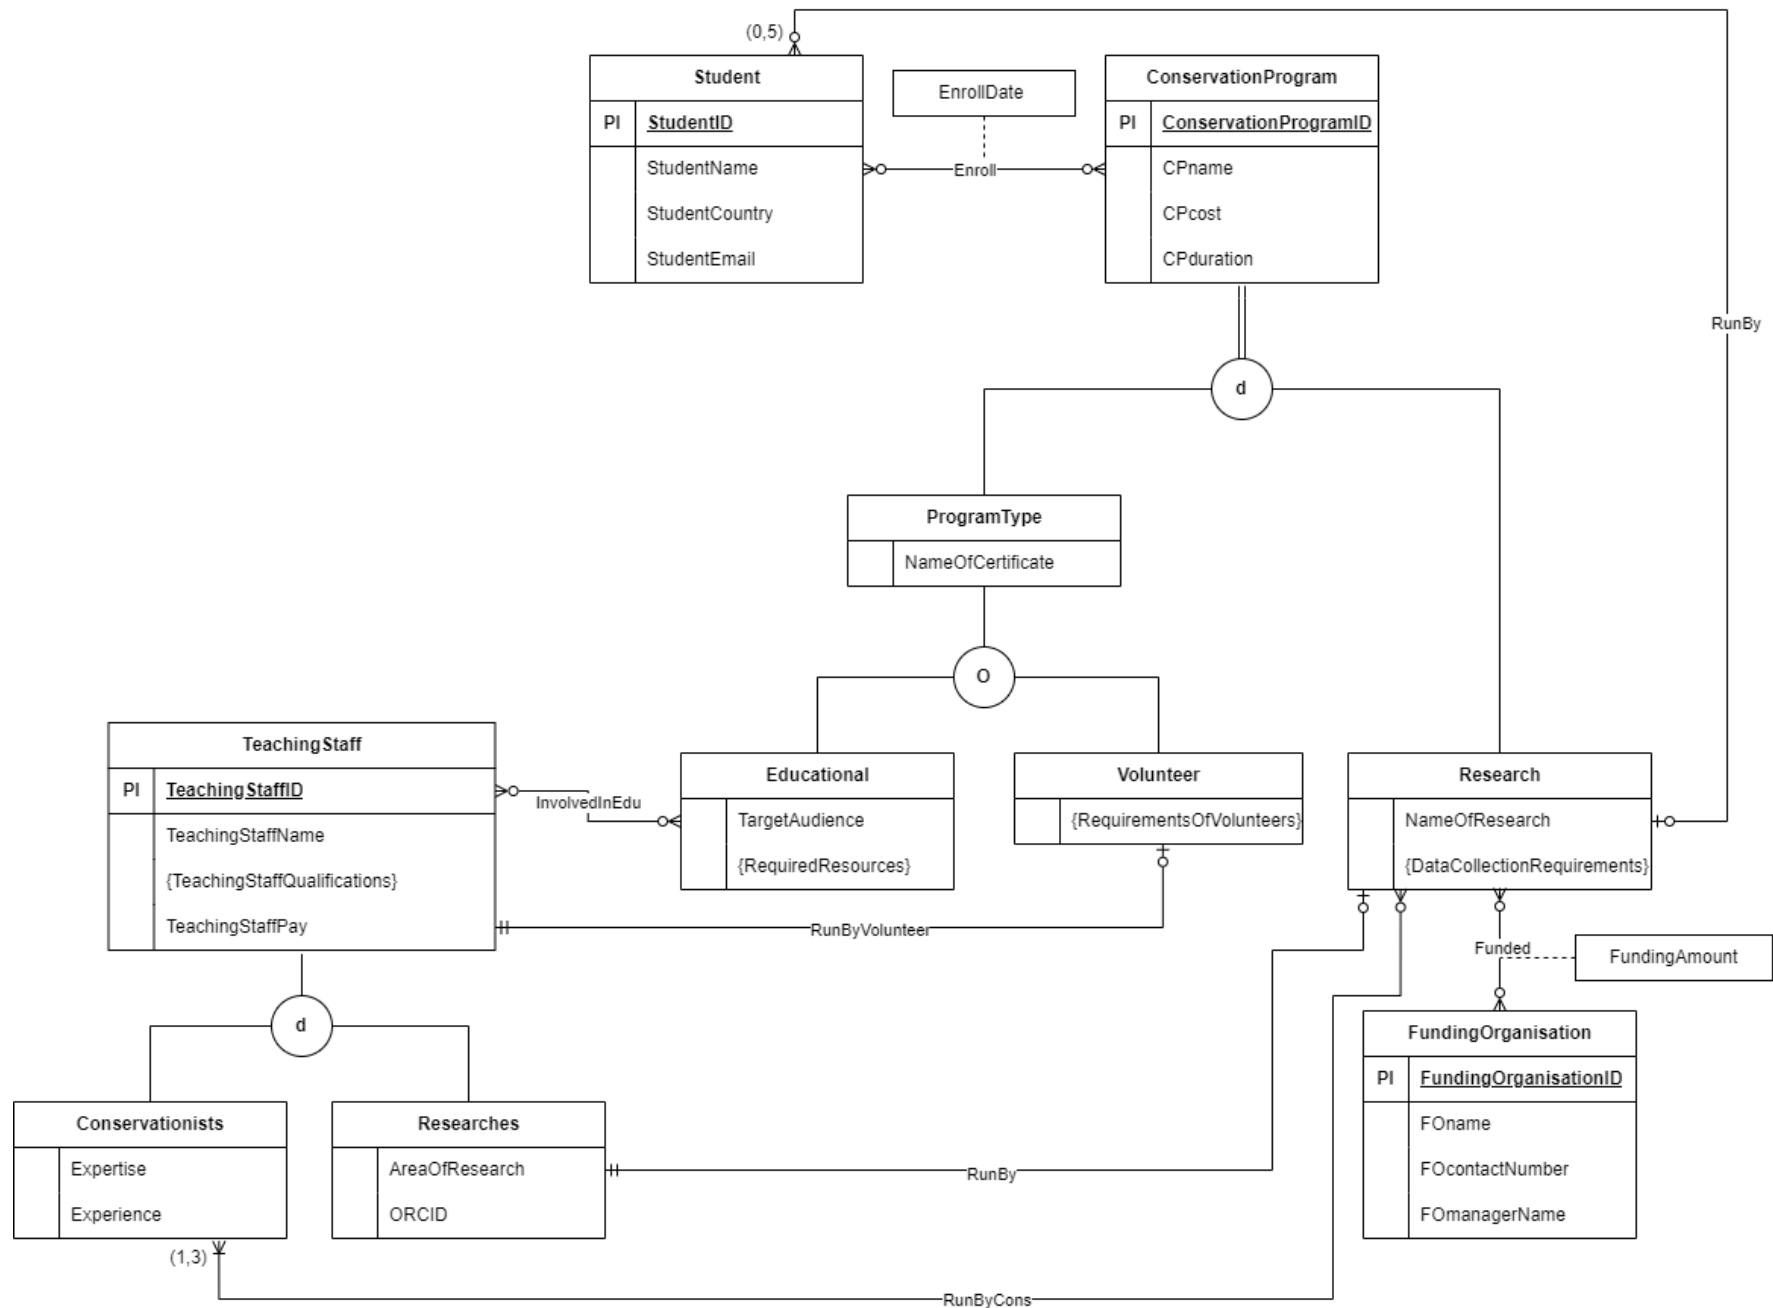 (0,5)
Student
PI StudentID
StudentName
StudentCountry
StudentEmail
EnrollDate
Enroll
ConservationProgram
PI ConservationProgramID
CPname
CPcost
CPduration
RunBy
d
ProgramType
NameOfCertificate
O
TeachingStaff
PI TeachingStaffID
TeachingStaffName
{TeachingStaffQualifications}
TeachingStaffPay
InvolvedInEdu
Educational
TargetAudience
{RequiredResources}
Volunteer
{RequirementsOfVolunteers}
Research
NameOfResearch
{DataCollectionRequirements}
RunByVolunteer
Funded
FundingAmount
d
Conservationists
Expertise
Experience
(1,3)
Researches
AreaOfResearch
ORCID
RunBy
FundingOrganisation
PI FundingOrganisationID
FOname
FOcontactNumber
FOmanagerName
RunByCons